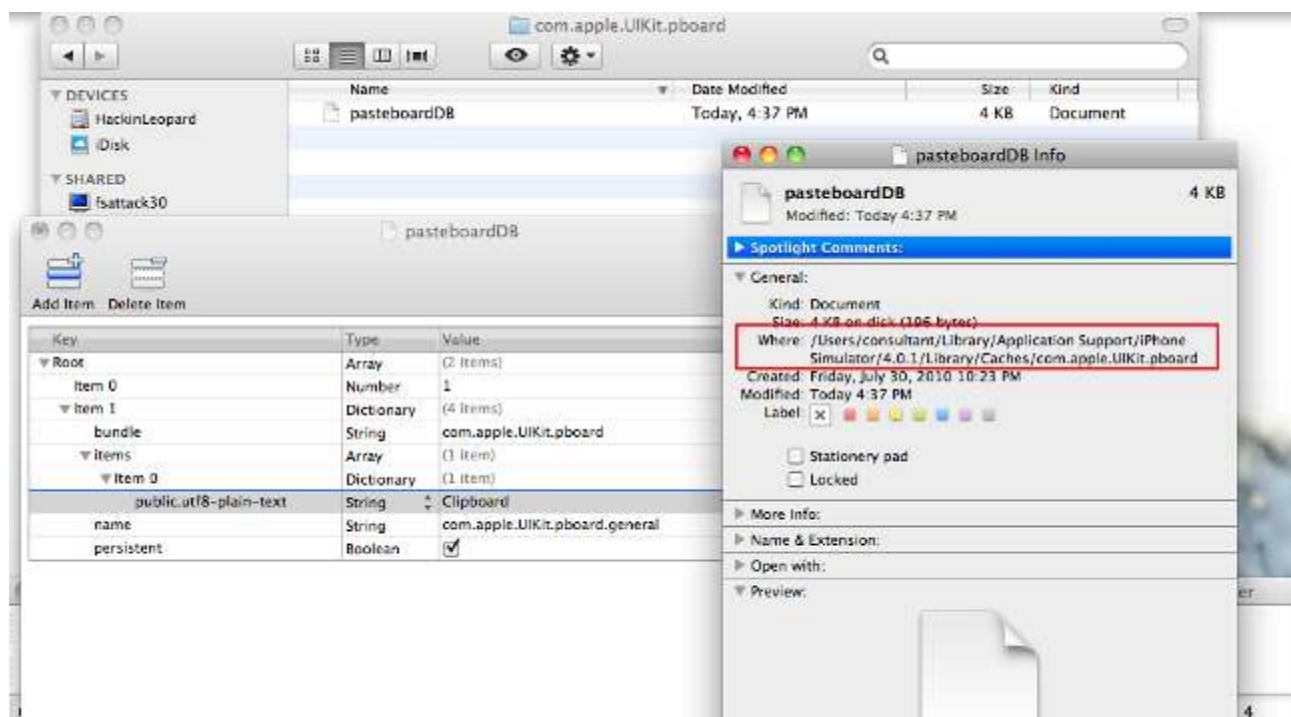 com.apple.UIKit.pboard
Name Date Modified Size Kind
pasteboardDB Today, 4:37 PM 4 KB Document
DEVICES
HackinLeopard
iDisk
SHARED
fsattack30
pasteboardDB
Add Item Delete Item
Key Type Value
Root Array (2 items)
Item 0 Number 1
Item 1 Dictionary (4 items)
bundle String com.apple.UIKit.pboard
items Array (1 item)
Item 0 Dictionary (1 item)
public.utf8-plain-text String Clipboard
name String com.apple.UIKit.pboard.general
persistent Boolean
pasteboardDB Info
pasteboardDB 4 KB
Modified: Today 4:37 PM
Spotlight Comments:
General:
Kind: Document
Size: 4 KB on disk (196 bytes)
Where: /Users/consultant/Library/Application Support/iPhone
Simulator/4.0.1/Library/Caches/com.apple.UIKit.pboard
Created: Friday, July 30, 2010 10:23 PM
Modified: Today 4:37 PM
Label:
Stationery pad
Locked
More Info:
Name & Extension:
Open with:
Preview:
er
4